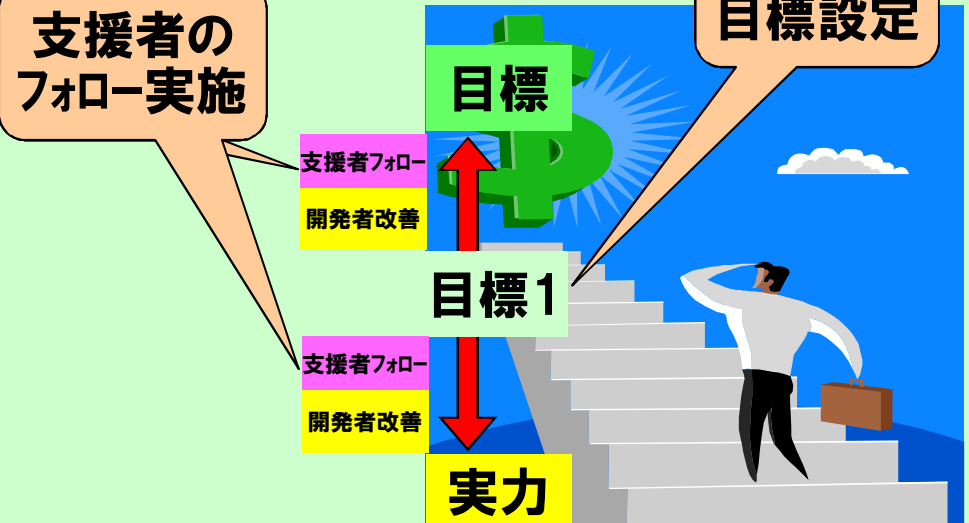 支援者の
フォロー実施
目標設定
目標
支援者フォロー
開発者改善
目標1
支援者フォロー
開発者改善
実力